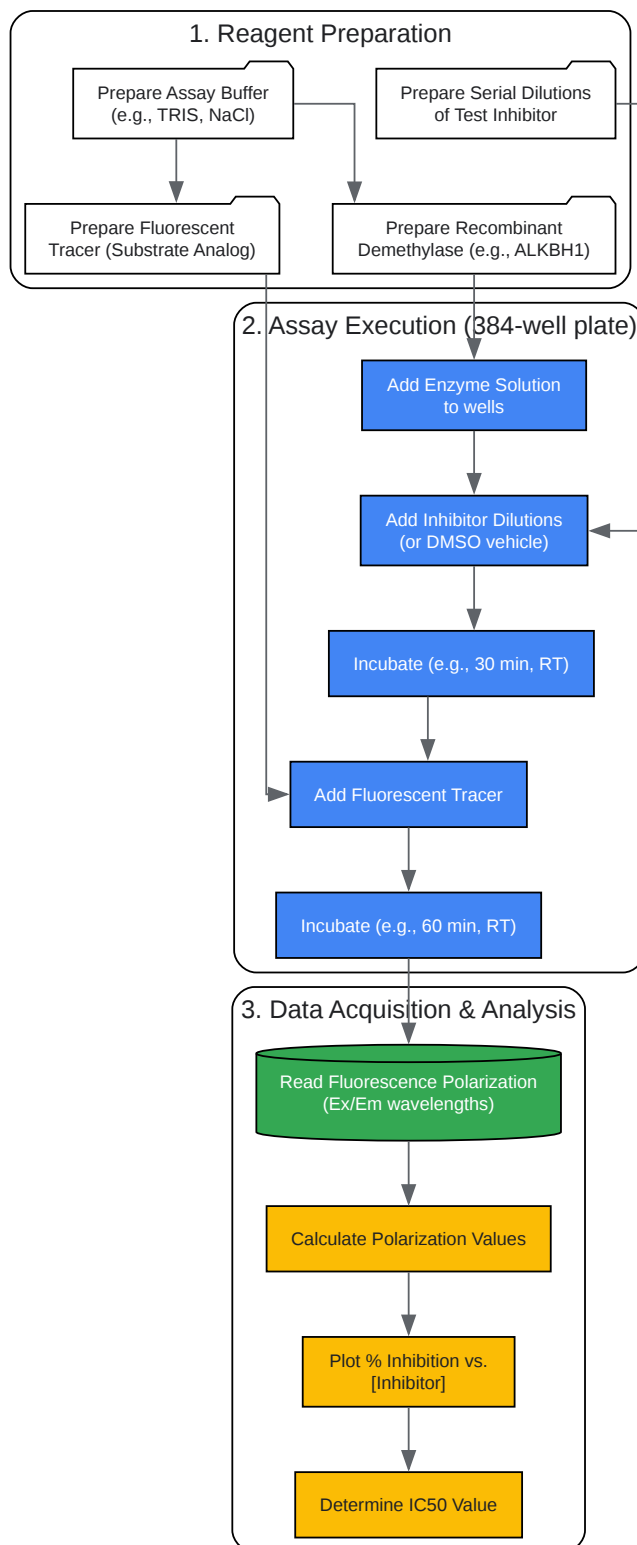 1. Reagent Preparation
Prepare Assay Buffer
(e.g., TRIS, NaCl)
Prepare Serial Dilutions
of Test Inhibitor
Prepare Fluorescent
Tracer (Substrate Analog)
Prepare Recombinant
Demethylase (e.g., ALKBH1)
2. Assay Execution (384-well plate)
Add Enzyme Solution
to wells
Add Inhibitor Dilutions
(or DMSO vehicle)
Incubate (e.g., 30 min, RT)
Add Fluorescent Tracer
Incubate (e.g., 60 min, RT)
3. Data Acquisition & Analysis
Read Fluorescence Polarization
(Ex/Em wavelengths)
Calculate Polarization Values
Plot % Inhibition vs.
[Inhibitor]
Determine IC50 Value